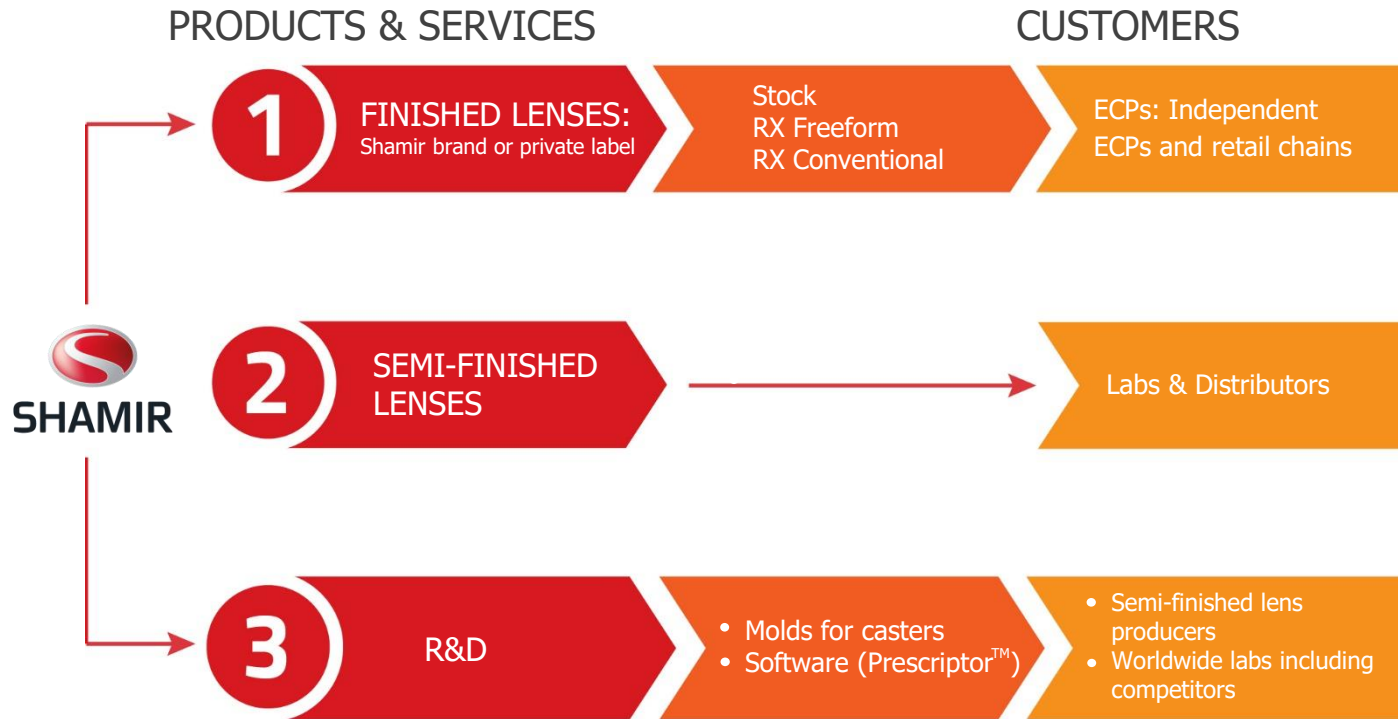 PRODUCTS & SERVICES
CUSTOMERS
1
FINISHED LENSES:
Shamir brand or private label
Stock
RX Freeform
RX Conventional
ECPs: Independent
ECPs and retail chains
SHAMIR
2
SEMI-FINISHED
LENSES
Labs & Distributors
3
R&D
• Molds for casters
• Software (Prescriptor™)
• Semi-finished lens
producers
• Worldwide labs including
competitors